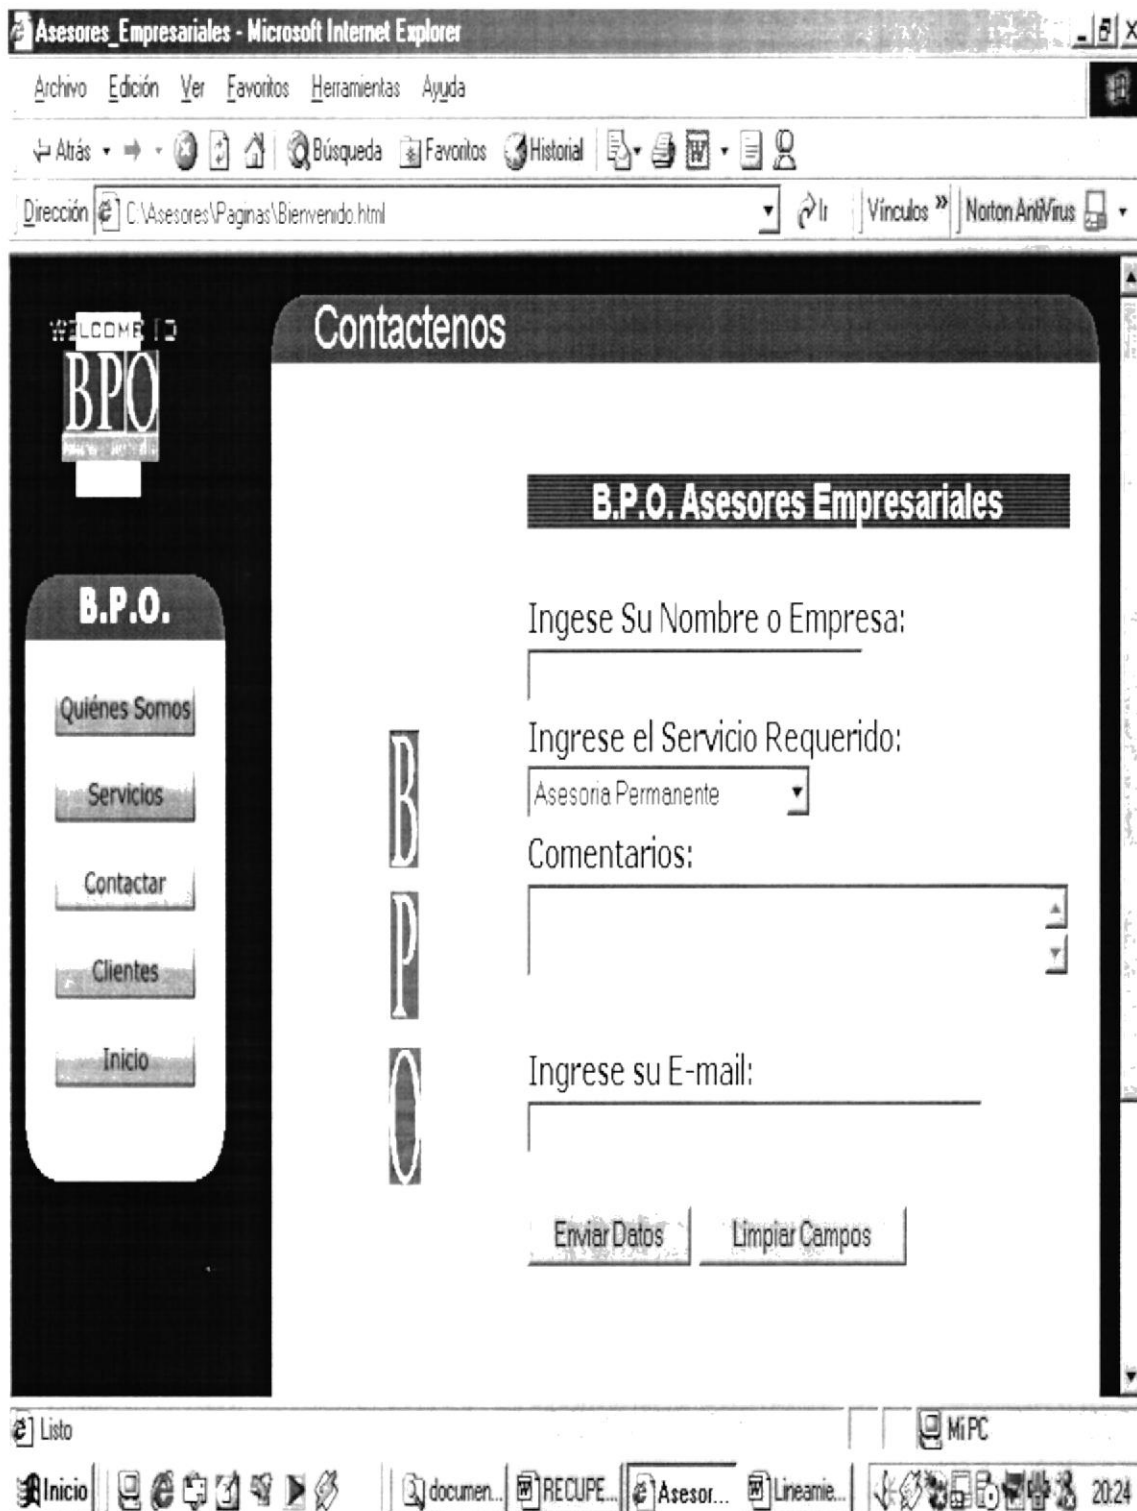 Asesores_Empresariales - Microsoft Internet Explorer
Archivo Edición Ver Favoritos Herramientas Ayuda
Atrás Búsqueda Favoritos Historial
Dirección C:\Asesores\Paginas\Bienvenido.html Ir Vínculos » Norton AntiVirus
WELCOME TO
BPO
Contactenos
B.P.O. Asesores Empresariales
B.P.O.
Quiénes Somos
Servicios
Contactar
Clientes
Inicio
B
P
O
Ingese Su Nombre o Empresa:
Ingrese el Servicio Requerido:
Asesoria Permanente
Comentarios:
Ingrese su E-mail:
Enviar Datos Limpiar Campos
Listo Mi PC
Inicio documen... RECUPE... Asesor... Lineamie... 20:24